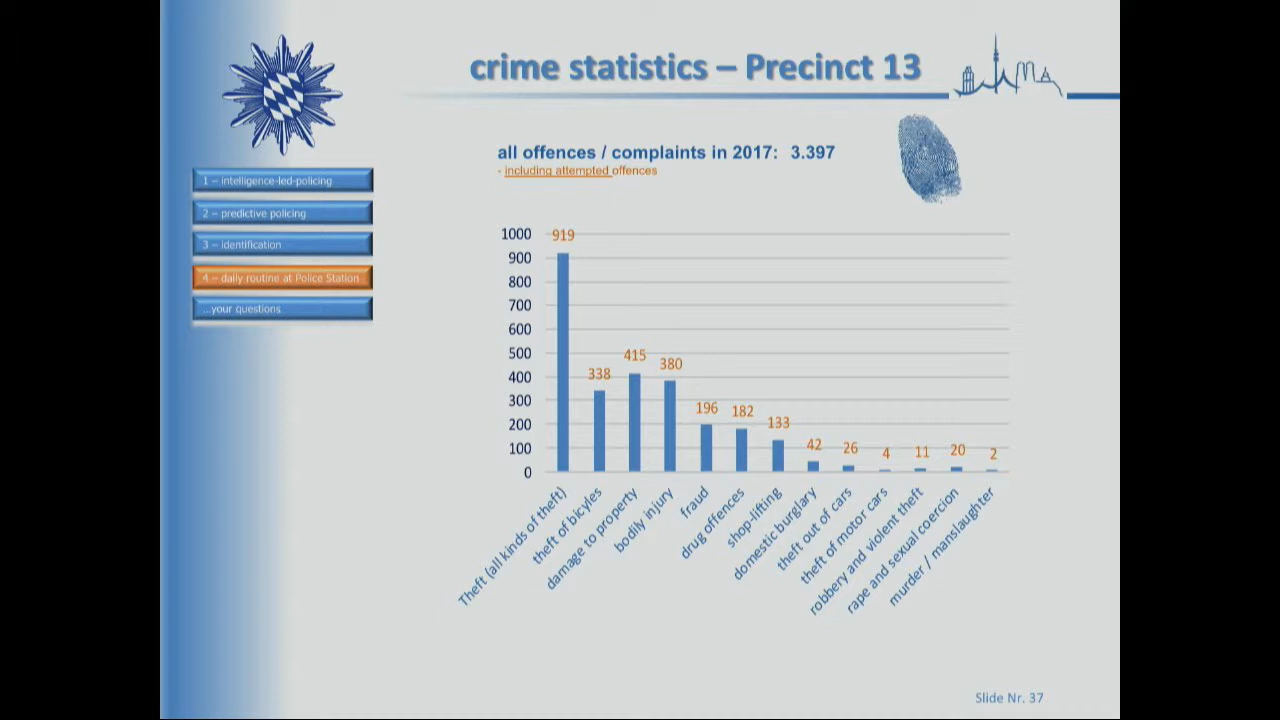 crime statistics – Precinct 13
all offences / complaints in 2017: 3.397
- including attempted offences
1 – intelligence-led-policing
2 – predictive policing
3 – identification
4 – daily routine at Police Station
...your questions
1000
900
800
700
600
500
400
300
200
100
0
919
338
415
380
196
182
133
42
26
4
11
20
2
Theft (all kinds of theft)
theft of bicyles
damage to property
bodily injury
fraud
drug offences
shop-lifting
domestic burglary
theft out of cars
theft of motor cars
robbery and violent theft
rape and sexual coercion
murder / manslaughter
Slide Nr. 37